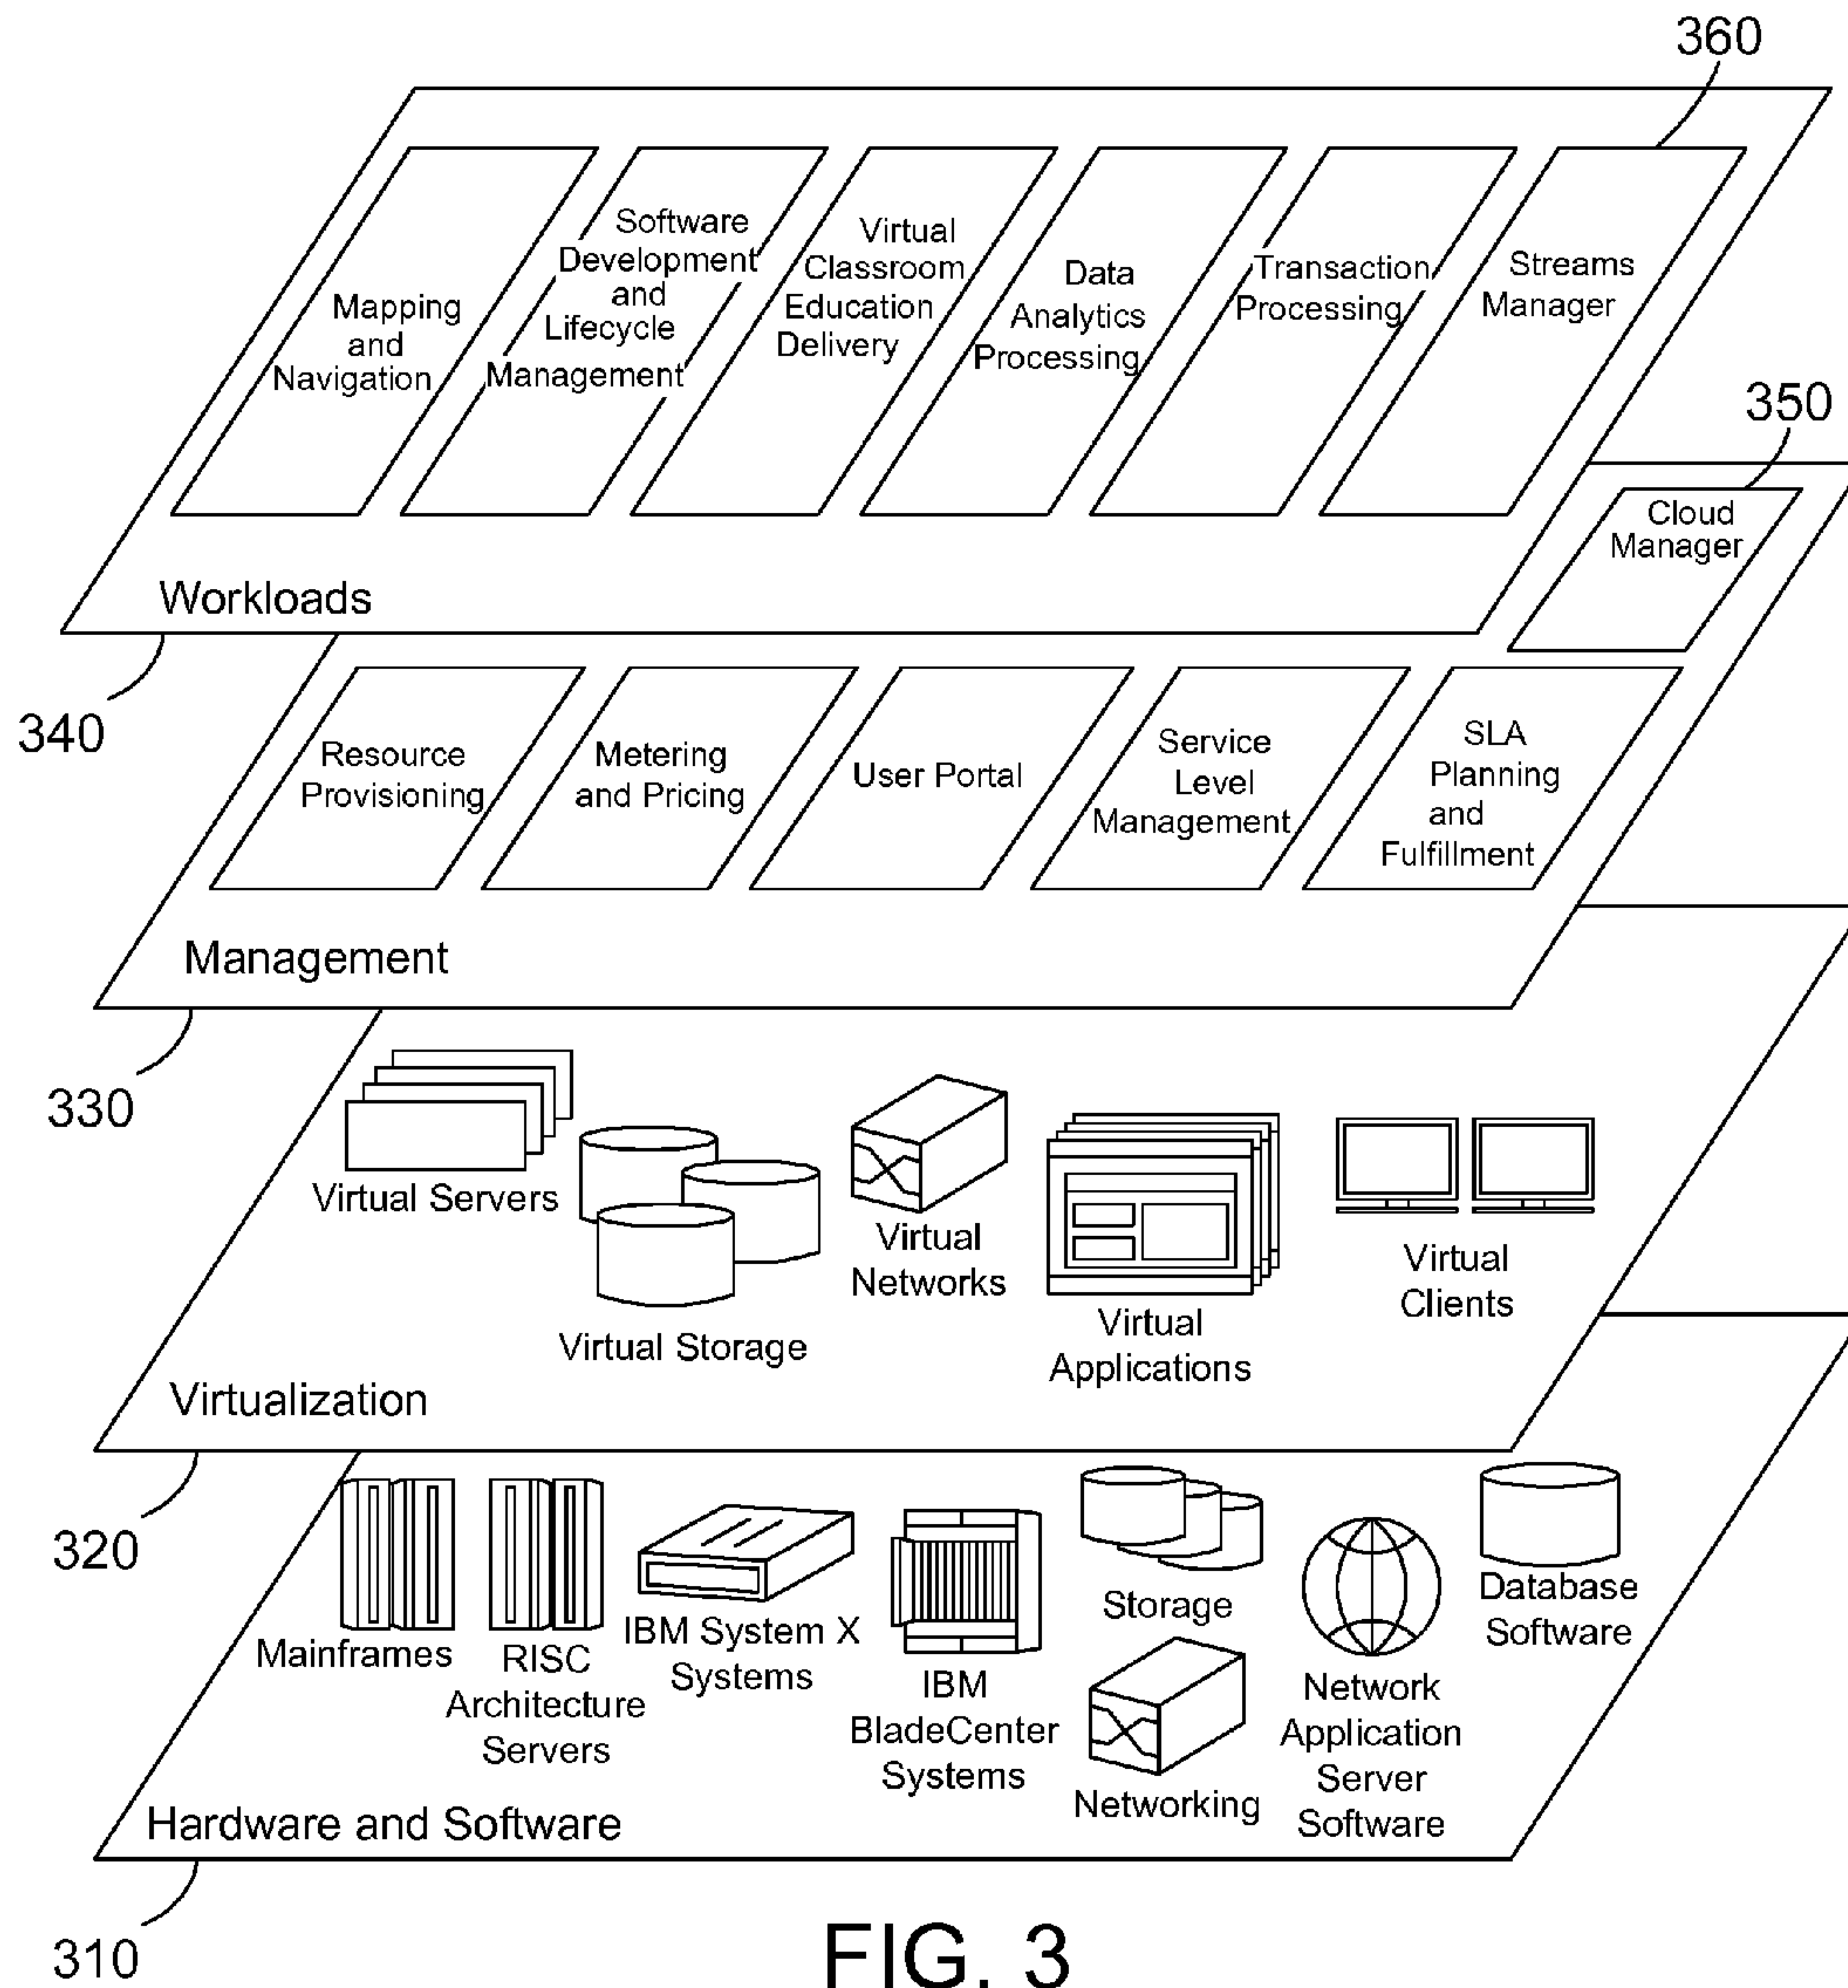 360
Mapping
and
Navigation
Software
Development
and
Lifecycle
Management
Virtual
Classroom
Education
Delivery
Data
Analytics
Processing
Transaction
Processing
Streams
Manager
Workloads
340
350
Cloud
Manager
Resource
Provisioning
Metering
and Pricing
User Portal
Service
Level
Management
SLA
Planning
and
Fulfillment
Management
330
Virtual Servers
Virtual Storage
Virtual
Networks
Virtual
Applications
Virtual
Clients
Virtualization
320
Mainframes
RISC
Architecture
Servers
IBM System X
Systems
IBM
BladeCenter
Systems
Storage
Networking
Network
Application
Server
Software
Database
Software
Hardware and Software
310
FIG. 3